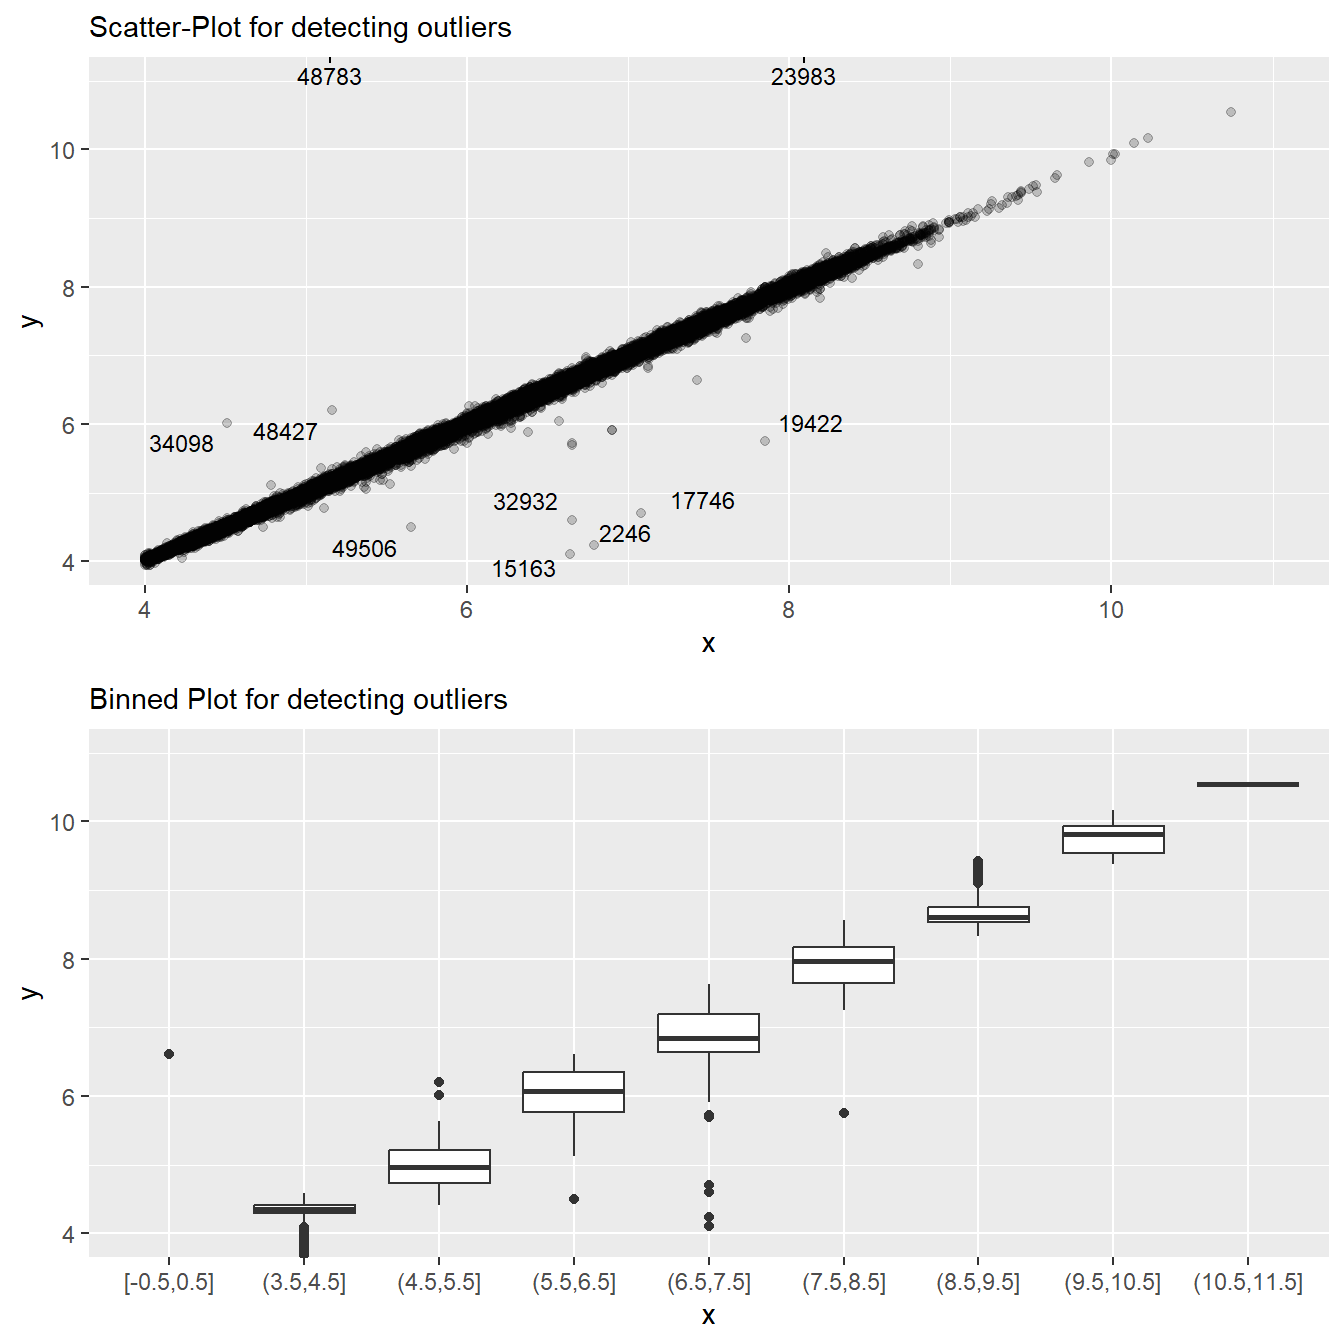 Scatter-Plot for detecting outliers
48783 23983
10
8
6
4
y
34098 48427 19422
32932 17746
49506 2246
15163
4 6 8 10
x
Binned Plot for detecting outliers
10
8
6
4
y
[-0.5,0.5] (3.5,4.5] (4.5,5.5] (5.5,6.5] (6.5,7.5] (7.5,8.5] (8.5,9.5] (9.5,10.5] (10.5,11.5]
x